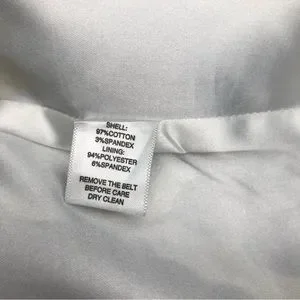 SHELL:
97%COTTON
3%SPANDEX
LINING:
94%POLYESTER
6%SPANDEX
REMOVE THE BELT
BEFORE CARE
DRY CLEAN